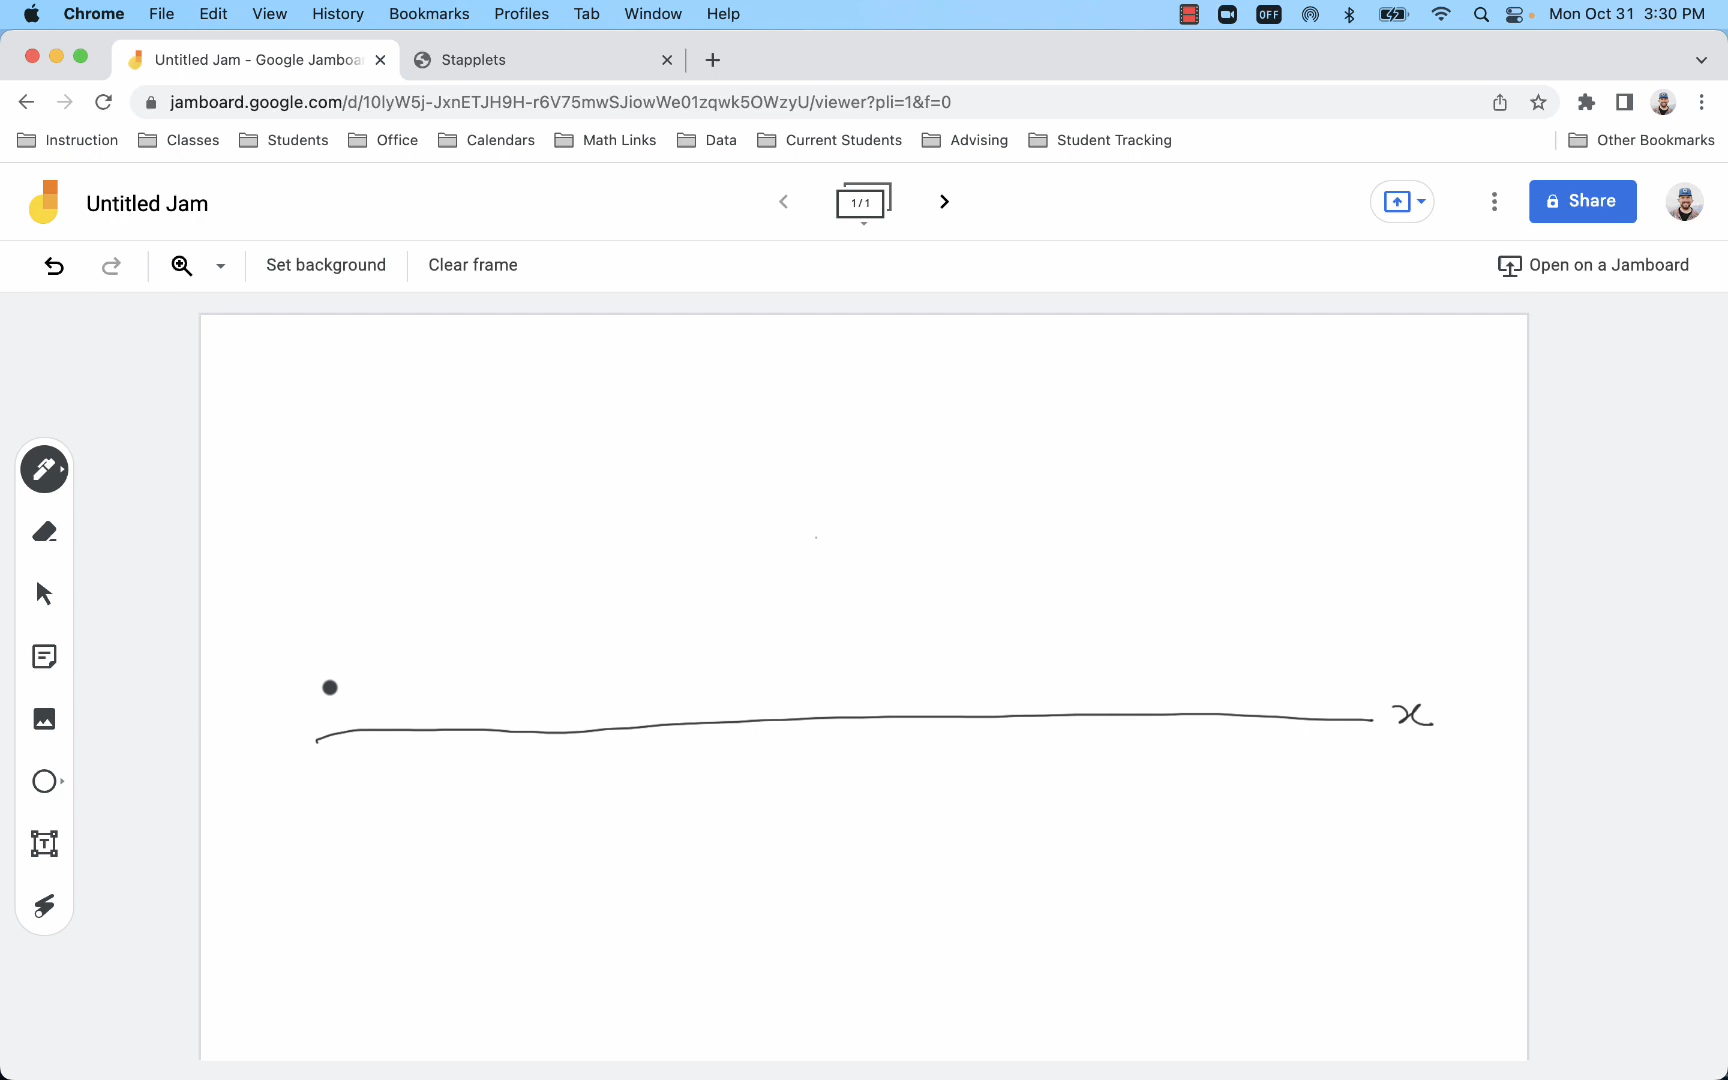 Chrome File Edit View History Bookmarks Profiles Tab Window Help OFF Mon Oct 31 3:30 PM
Untitled Jam - Google Jamboa Stapplets
jamboard.google.com/d/10lyW5j-JxnETJH9H-r6V75mwSJiowWe01zqwk5OWzyU/viewer?pli=1&f=0
Instruction Classes Students Office Calendars Math Links Data Current Students Advising Student Tracking Other Bookmarks
Untitled Jam 1/1 Share
Set background Clear frame Open on a Jamboard
x
T